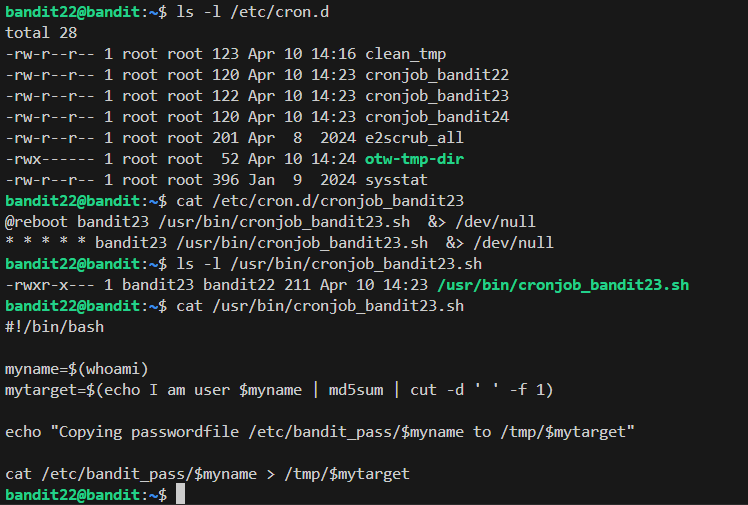 bandit22@bandit:~$ ls -l /etc/cron.d
total 28
-rw-r--r-- 1 root root 123 Apr 10 14:16 clean_tmp
-rw-r--r-- 1 root root 120 Apr 10 14:23 cronjob_bandit22
-rw-r--r-- 1 root root 122 Apr 10 14:23 cronjob_bandit23
-rw-r--r-- 1 root root 120 Apr 10 14:23 cronjob_bandit24
-rw-r--r-- 1 root root 201 Apr  8  2024 e2scrub_all
-rwx------ 1 root root  52 Apr 10 14:24 otw-tmp-dir
-rw-r--r-- 1 root root 396 Jan  9  2024 sysstat
bandit22@bandit:~$ cat /etc/cron.d/cronjob_bandit23
@reboot bandit23 /usr/bin/cronjob_bandit23.sh  &> /dev/null
* * * * * bandit23 /usr/bin/cronjob_bandit23.sh  &> /dev/null
bandit22@bandit:~$ ls -l /usr/bin/cronjob_bandit23.sh
-rwxr-x--- 1 bandit23 bandit22 211 Apr 10 14:23 /usr/bin/cronjob_bandit23.sh
bandit22@bandit:~$ cat /usr/bin/cronjob_bandit23.sh
#!/bin/bash

myname=$(whoami)
mytarget=$(echo I am user $myname | md5sum | cut -d ' ' -f 1)

echo "Copying passwordfile /etc/bandit_pass/$myname to /tmp/$mytarget"

cat /etc/bandit_pass/$myname > /tmp/$mytarget
bandit22@bandit:~$